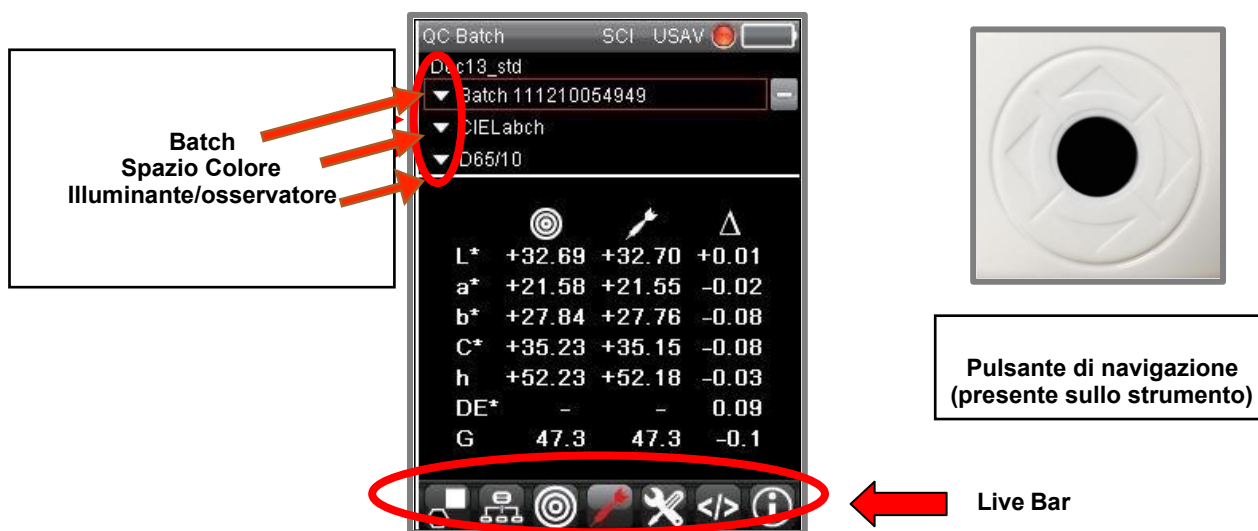 QC Batch SCI USAV
Doc13_std
Batch 111210054949
CIELabch
D65/10
Batch
Spazio Colore
Illuminante/osservatore
Δ
L* +32.69 +32.70 +0.01
a* +21.58 +21.55 -0.02
b* +27.84 +27.76 -0.08
C* +35.23 +35.15 -0.08
h +52.23 +52.18 -0.03
DE* - - 0.09
G 47.3 47.3 -0.1
</>
Pulsante di navigazione
(presente sullo strumento)
Live Bar